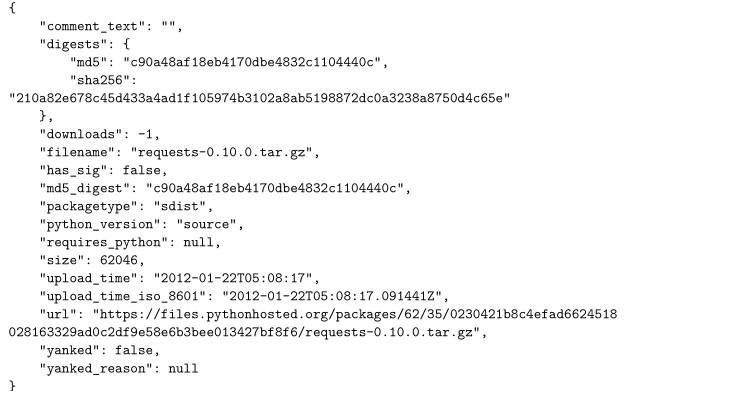 {
    "comment_text": "",
    "digests": {
        "md5": "c90a48af18eb4170dbe4832c1104440c",
        "sha256":
"210a82e678c45d433a4ad1f105974b3102a8ab5198872dc0a3238a8750d4c65e"
    },
    "downloads": -1,
    "filename": "requests-0.10.0.tar.gz",
    "has_sig": false,
    "md5_digest": "c90a48af18eb4170dbe4832c1104440c",
    "packagetype": "sdist",
    "python_version": "source",
    "requires_python": null,
    "size": 62046,
    "upload_time": "2012-01-22T05:08:17",
    "upload_time_iso_8601": "2012-01-22T05:08:17.091441Z",
    "url": "https://files.pythonhosted.org/packages/62/35/0230421b8c4efad6624518
028163329ad0c2df9e58e6b3bee013427bf8f6/requests-0.10.0.tar.gz",
    "yanked": false,
    "yanked_reason": null
}